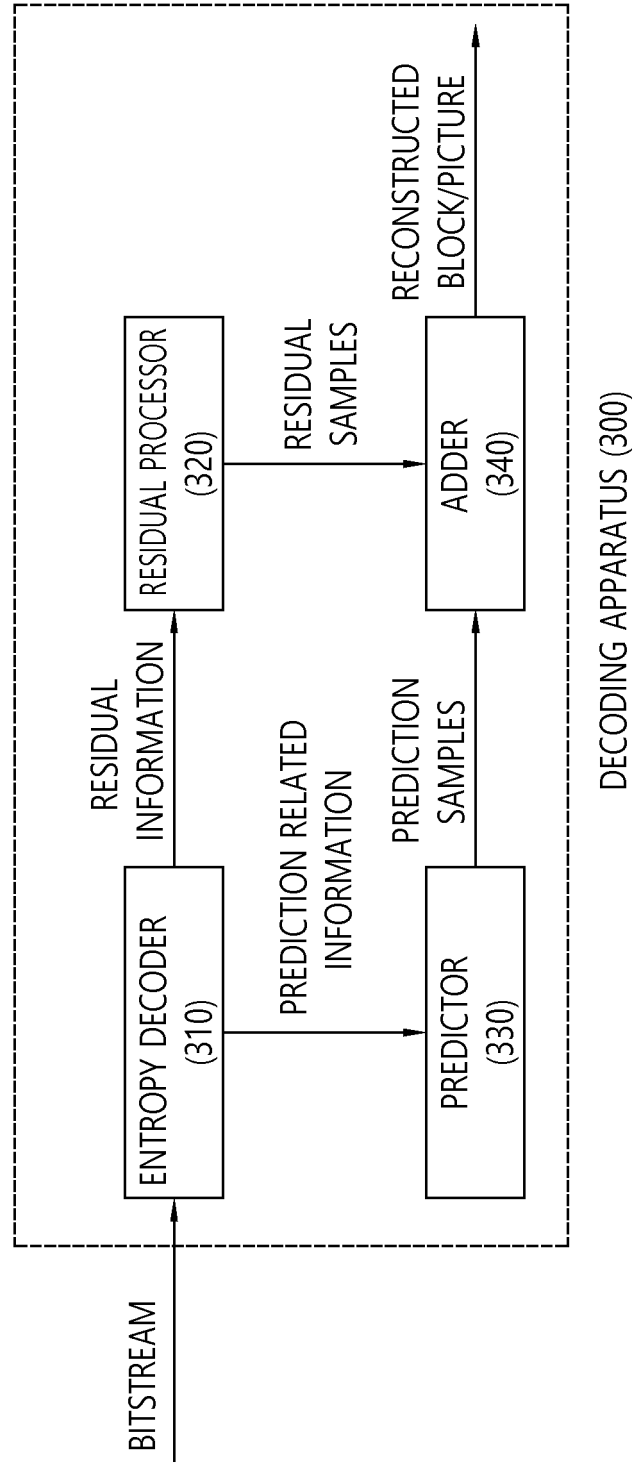 BITSTREAM
ENTROPY DECODER
(310)
RESIDUAL
INFORMATION
RESIDUAL PROCESSOR
(320)
PREDICTION RELATED
INFORMATION
RESIDUAL
SAMPLES
PREDICTOR
(330)
PREDICTION
SAMPLES
ADDER
(340)
RECONSTRUCTED
BLOCK/PICTURE
DECODING APPARATUS (300)